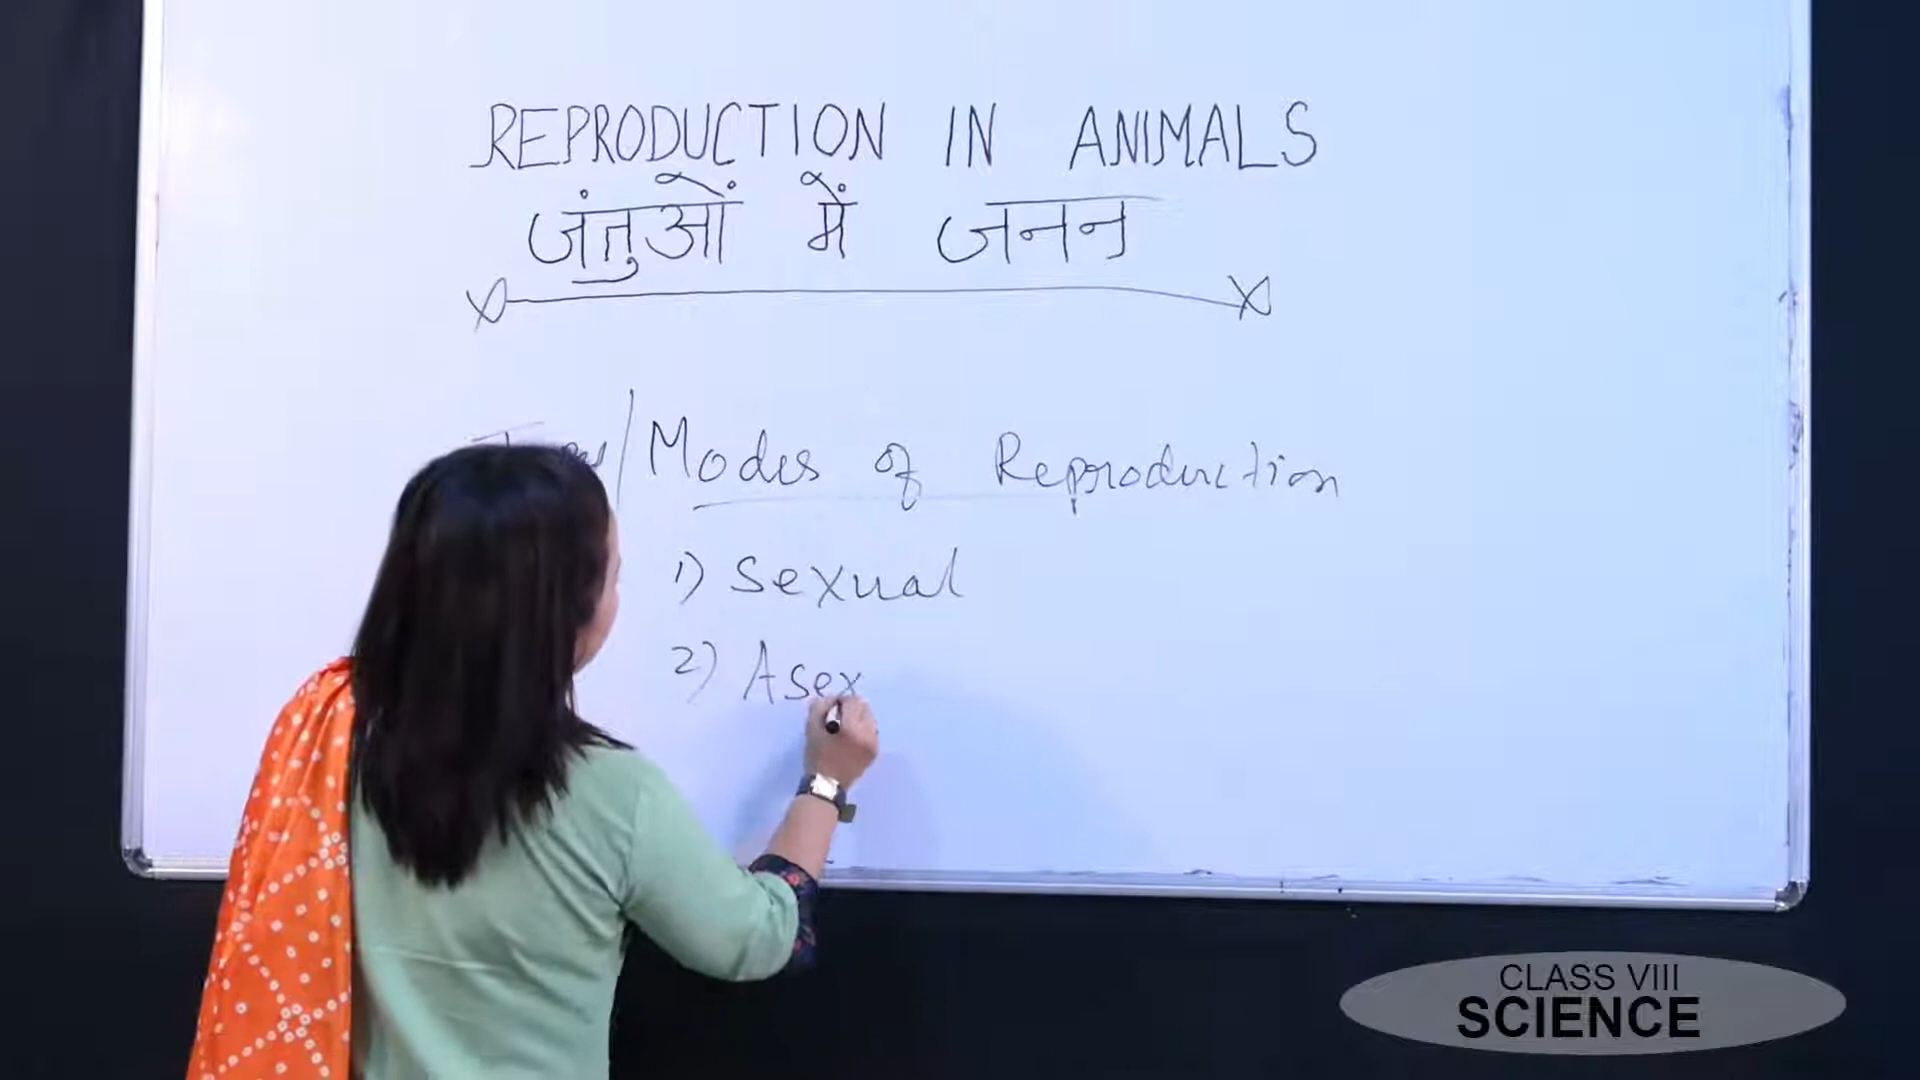 REPRODUCTION IN ANIMALS
जंतुओं में जनन
/Modes of Reproduction
1) Sexual
2) Asex
CLASS VIII
SCIENCE